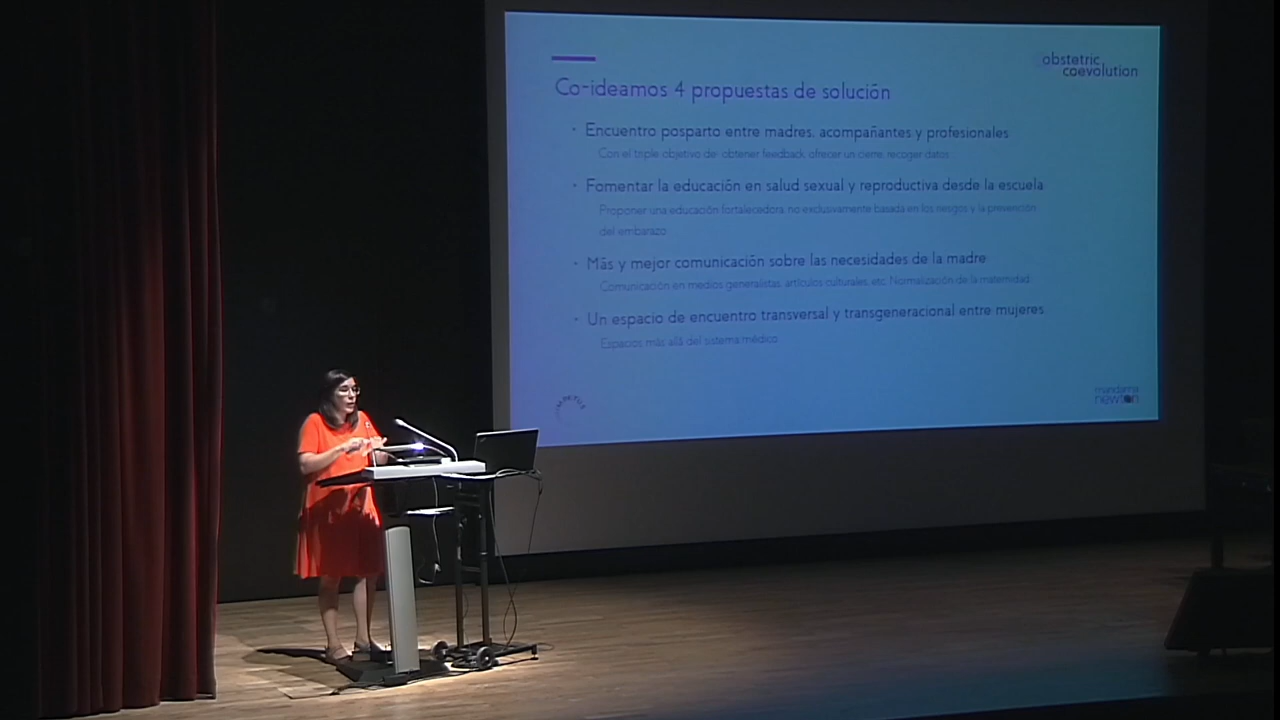 obstetric
coevolution
Co-ideamos 4 propuestas de solución
• Encuentro posparto entre madres, acompañantes y profesionales
Con el triple objetivo de: obtener feedback, ofrecer un cierre, recoger datos
• Fomentar la educación en salud sexual y reproductiva desde la escuela
Proponer una educación fortalecedora, no exclusivamente basada en los riesgos y la prevención
del embarazo
• Más y mejor comunicación sobre las necesidades de la madre
Comunicación en medios generalistas, artículos culturales, etc. Normalización de la maternidad
• Un espacio de encuentro transversal y transgeneracional entre mujeres
Espacios más allá del sistema médico
mandarina
newton